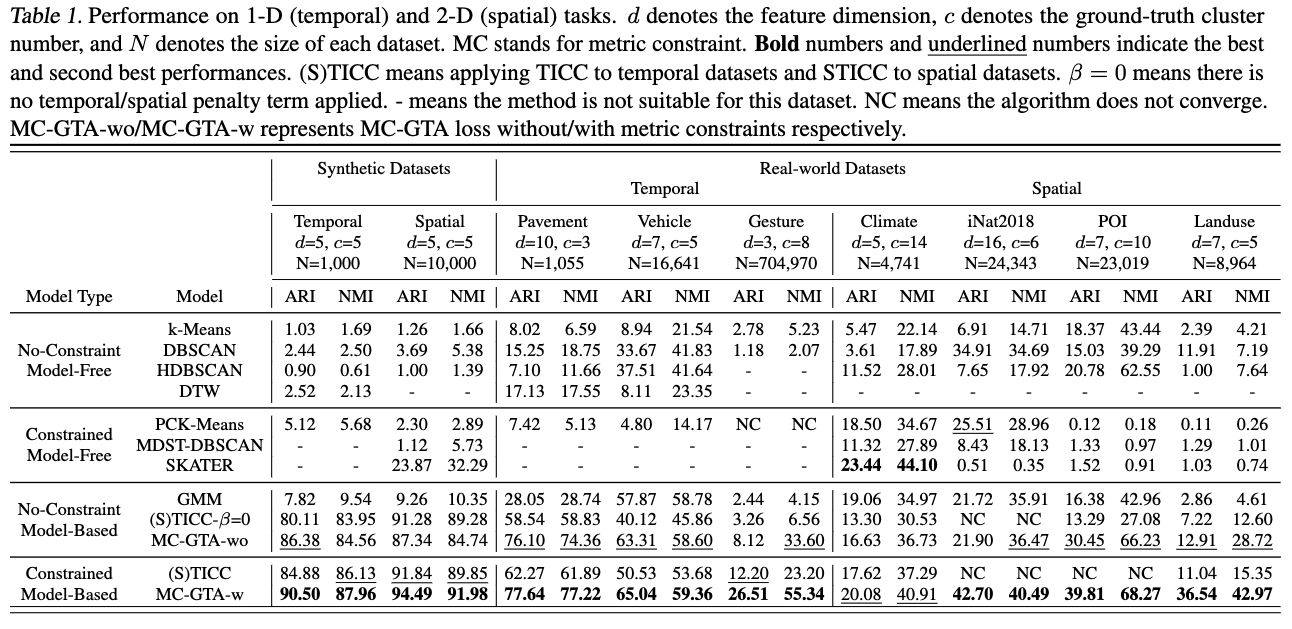 Table 1. Performance on 1-D (temporal) and 2-D (spatial) tasks. d denotes the feature dimension, c denotes the ground-truth cluster
number, and N denotes the size of each dataset. MC stands for metric constraint. Bold numbers and underlined numbers indicate the best
and second best performances. (S)TICC means applying TICC to temporal datasets and STICC to spatial datasets. β = 0 means there is
no temporal/spatial penalty term applied. - means the method is not suitable for this dataset. NC means the algorithm does not converge.
MC-GTA-wo/MC-GTA-w represents MC-GTA loss without/with metric constraints respectively.
Synthetic Datasets Real-world Datasets
Temporal Spatial
Temporal Spatial Pavement Vehicle Gesture Climate iNat2018 POI Landuse
d=5, c=5 d=5, c=5 d=10, c=3 d=7, c=5 d=3, c=8 d=5, c=14 d=16, c=6 d=7, c=10 d=7, c=5
N=1,000 N=10,000 N=1,055 N=16,641 N=704,970 N=4,741 N=24,343 N=23,019 N=8,964
Model Type Model ARI NMI ARI NMI ARI NMI ARI NMI ARI NMI ARI NMI ARI NMI ARI NMI ARI NMI
No-Constraint Model-Free
k-Means 1.03 1.69 1.26 1.66 8.02 6.59 8.94 21.54 2.78 5.23 5.47 22.14 6.91 14.71 18.37 43.44 2.39 4.21
DBSCAN 2.44 2.50 3.69 5.38 15.25 18.75 33.67 41.83 1.18 2.07 3.61 17.89 34.91 34.69 15.03 39.29 11.91 7.19
HDBSCAN 0.90 0.61 1.00 1.39 7.10 11.66 37.51 41.64 - - 11.52 28.01 7.65 17.92 20.78 62.55 1.00 7.64
DTW 2.52 2.13 - - 17.13 17.55 8.11 23.35 - - - - - - - - - -
Constrained Model-Free
PCK-Means 5.12 5.68 2.30 2.89 7.42 5.13 4.80 14.17 NC NC 18.50 34.67 25.51 28.96 0.12 0.18 0.11 0.26
MDST-DBSCAN - - 1.12 5.73 - - - - - - 11.32 27.89 8.43 18.13 1.33 0.97 1.29 1.01
SKATER - - 23.87 32.29 - - - - - - 23.44 44.10 0.51 0.35 1.52 0.91 1.03 0.74
No-Constraint Model-Based
GMM 7.82 9.54 9.26 10.35 28.05 28.74 57.87 58.78 2.44 4.15 19.06 34.97 21.72 35.91 16.38 42.96 2.86 4.61
(S)TICC-β=0 80.11 83.95 91.28 89.28 58.54 58.83 40.12 45.86 3.26 6.56 13.30 30.53 NC NC 13.29 27.08 7.22 12.60
MC-GTA-wo 86.38 84.56 87.34 84.74 76.10 74.36 63.31 58.60 8.12 33.60 16.63 36.73 21.90 36.47 30.45 66.23 12.91 28.72
Constrained Model-Based
(S)TICC 84.88 86.13 91.84 89.85 62.27 61.89 50.53 53.68 12.20 23.20 17.62 37.29 NC NC NC NC 11.04 15.35
MC-GTA-w 90.50 87.96 94.49 91.98 77.64 77.22 65.04 59.36 26.51 55.34 20.08 40.91 42.70 40.49 39.81 68.27 36.54 42.97